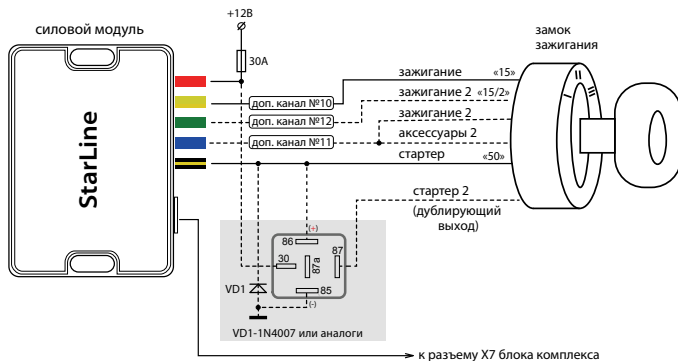 +12В
силовой модуль
30А
замок
зажигания
StarLine
зажигание «15»
доп. канал №10
зажигание 2 «15/2»
доп. канал №12
зажигание 2
доп. канал №11
аксессуары 2
стартер «50»
стартер 2
(дублирующий
выход)
(+)
86
87
30
87a
85
(-)
VD1
VD1-1N4007 или аналоги
к разъему X7 блока комплекса